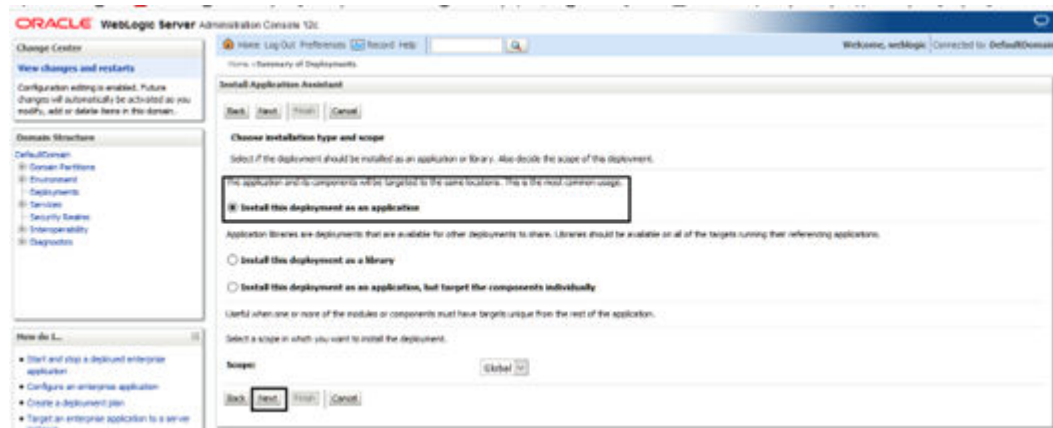 ORACLE WebLogic Server Administration Console 12c
Change Center
View changes and restarts
Configuration editing is enabled. Future
changes will automatically be activated as you
modify, add or delete items in this domain.
Domain Structure
DefaultDomain
Domain Partitions
Environment
Deployments
Services
Security Realms
Interoperability
Diagnostics
How do I...
Start and stop a deployed enterprise
application
Configure an enterprise application
Create a deployment plan
Target an enterprise application to a server
Home Log Out Preferences Record Help
Welcome, weblogic Connected to: DefaultDomain
Home >Summary of Deployments
Install Application Assistant
Back Next Finish Cancel
Choose installation type and scope
Select if the deployment should be installed as an application or library. Also decide the scope of this deployment.
The application and its components will be targeted to the same locations. This is the most common usage.
Install this deployment as an application
Application libraries are deployments that are available for other deployments to share. Libraries should be available on all of the targets running their referencing applications.
Install this deployment as a library
Install this deployment as an application, but target the components individually
Useful when one or more of the modules or components must have targets unique from the rest of the application.
Select a scope in which you want to install the deployment.
Scope: Global
Back Next Finish Cancel